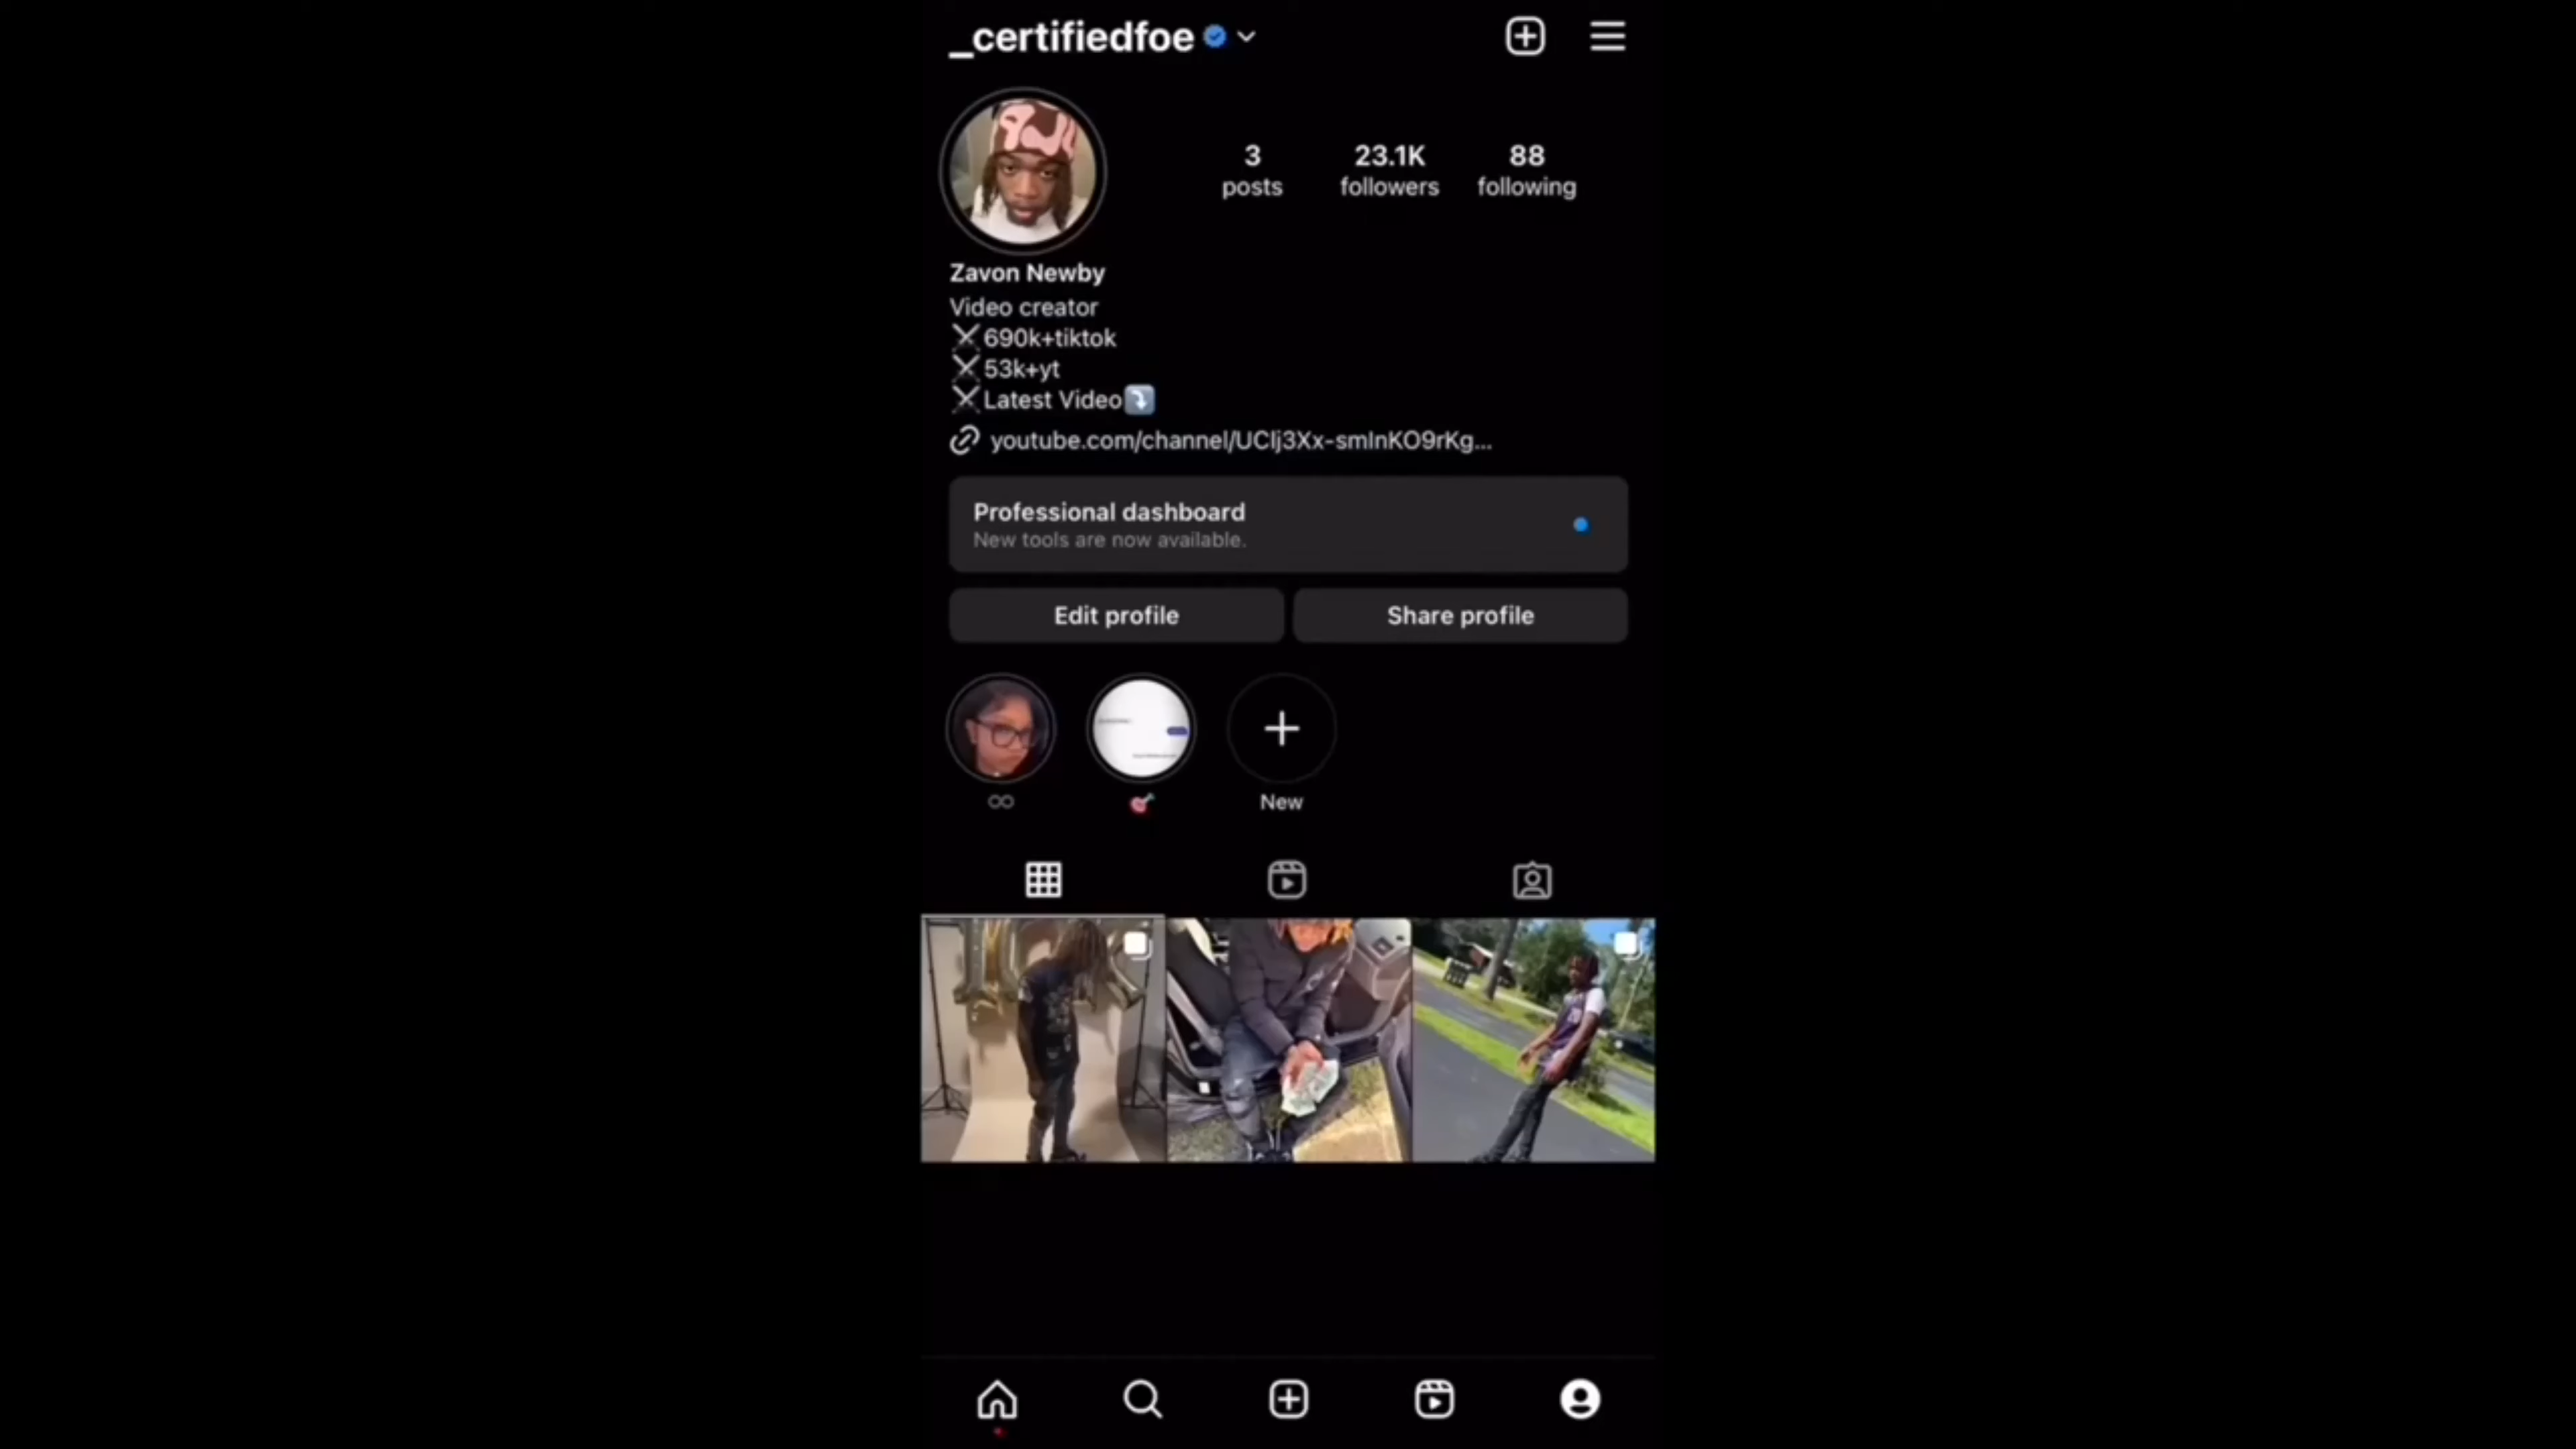 _certifiedfoe
3 23.1K 88
posts followers following
Zavon Newby
Video creator
⚔690k+tiktok
⚔53k+yt
⚔Latest Video⤵️
youtube.com/channel/UClj3Xx-smlnKO9rKg...
Professional dashboard
New tools are now available.
Edit profile Share profile
New